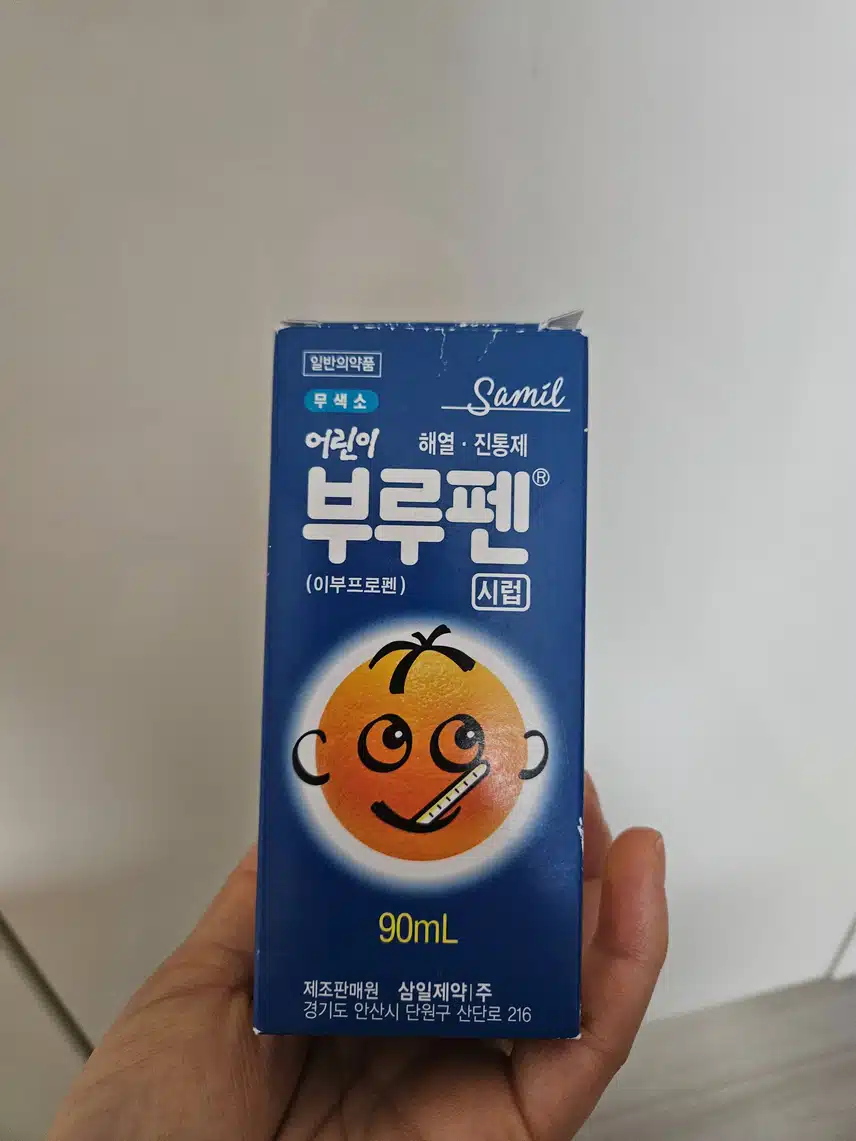 일반의약품
무색소
Samil
어린이 해열·진통제
부루펜®
(이부프로펜) 시럽
90mL
제조판매원 삼일제약|주
경기도 안산시 단원구 산단로 216